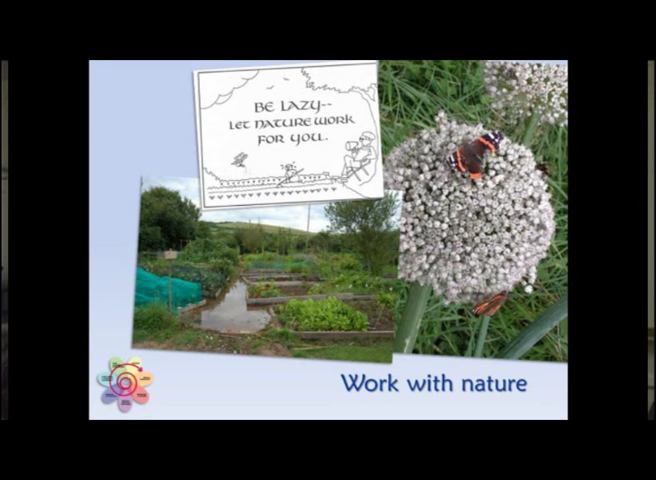 BE LAZY--
LET NATURE WORK
FOR YOU.
Work with nature